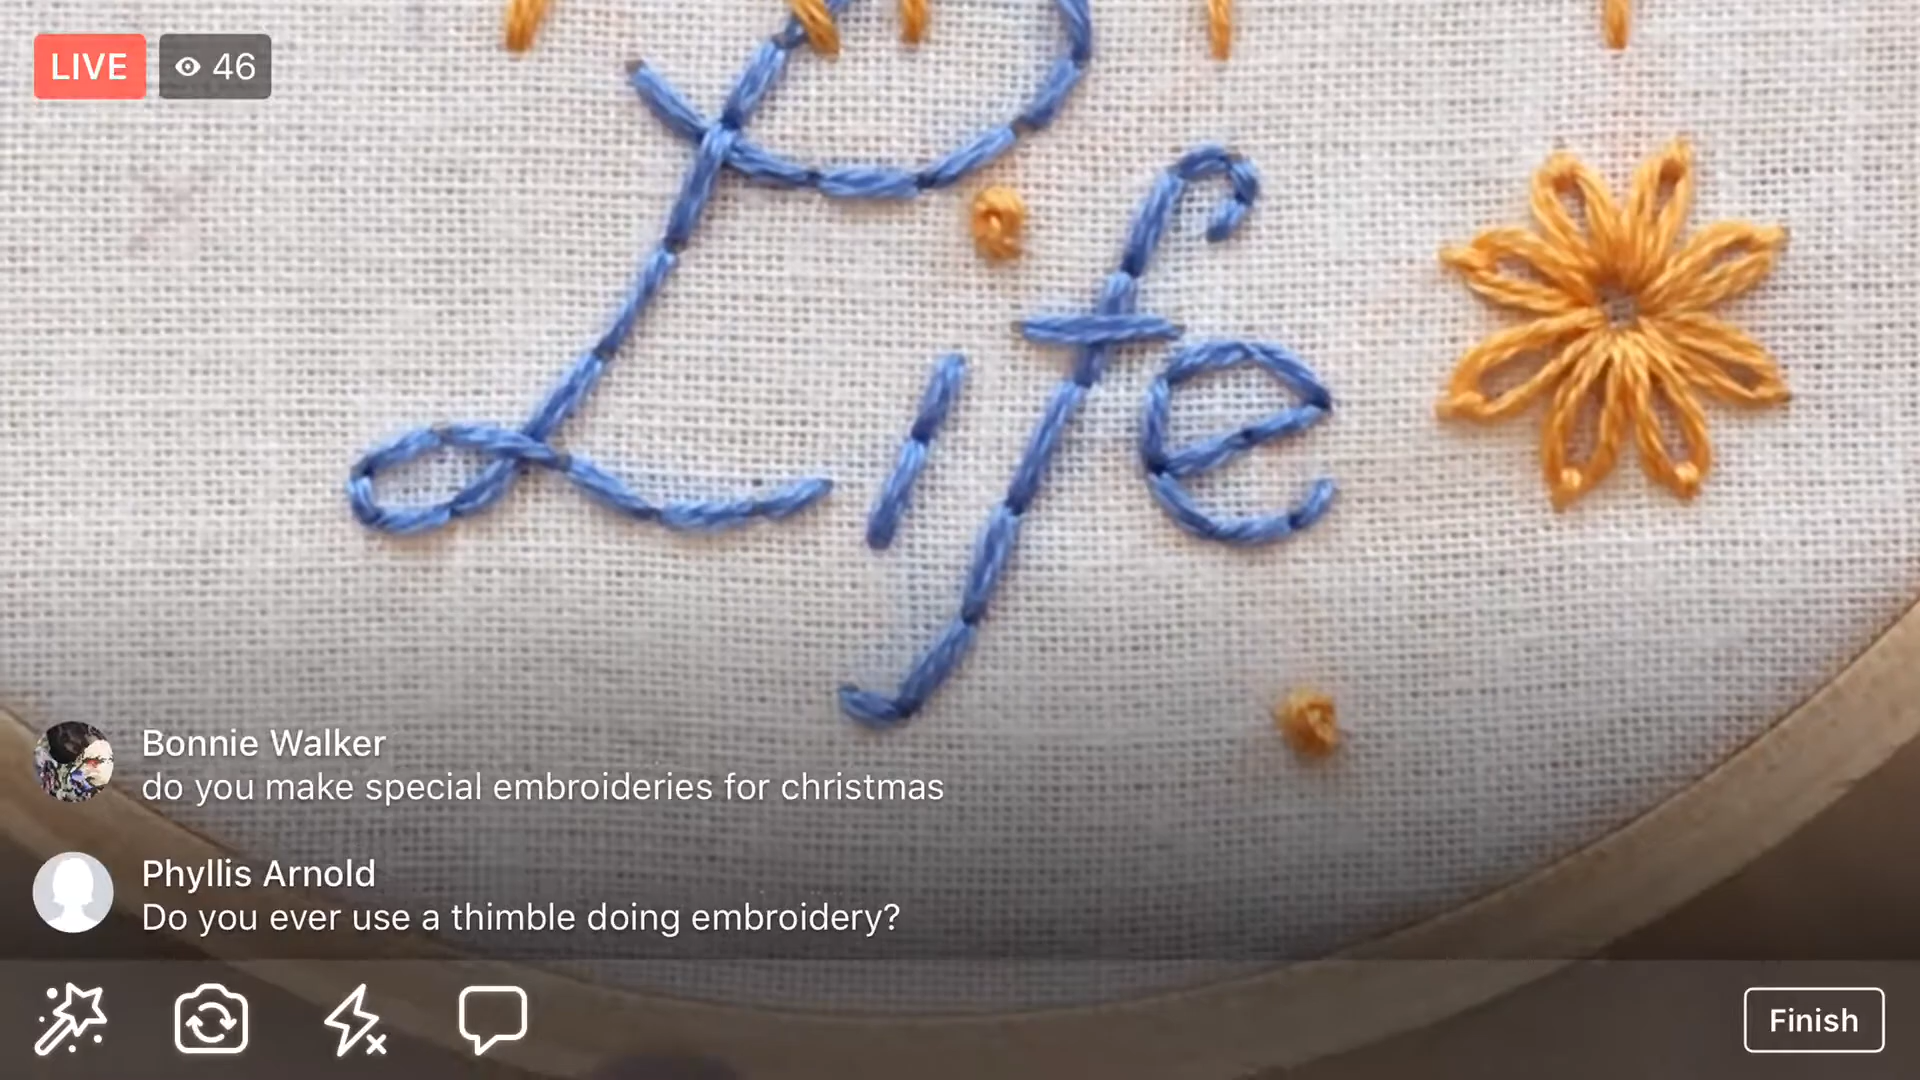 LIVE 46
Life
Bonnie Walker
do you make special embroideries for christmas
Phyllis Arnold
Do you ever use a thimble doing embroidery?
Finish